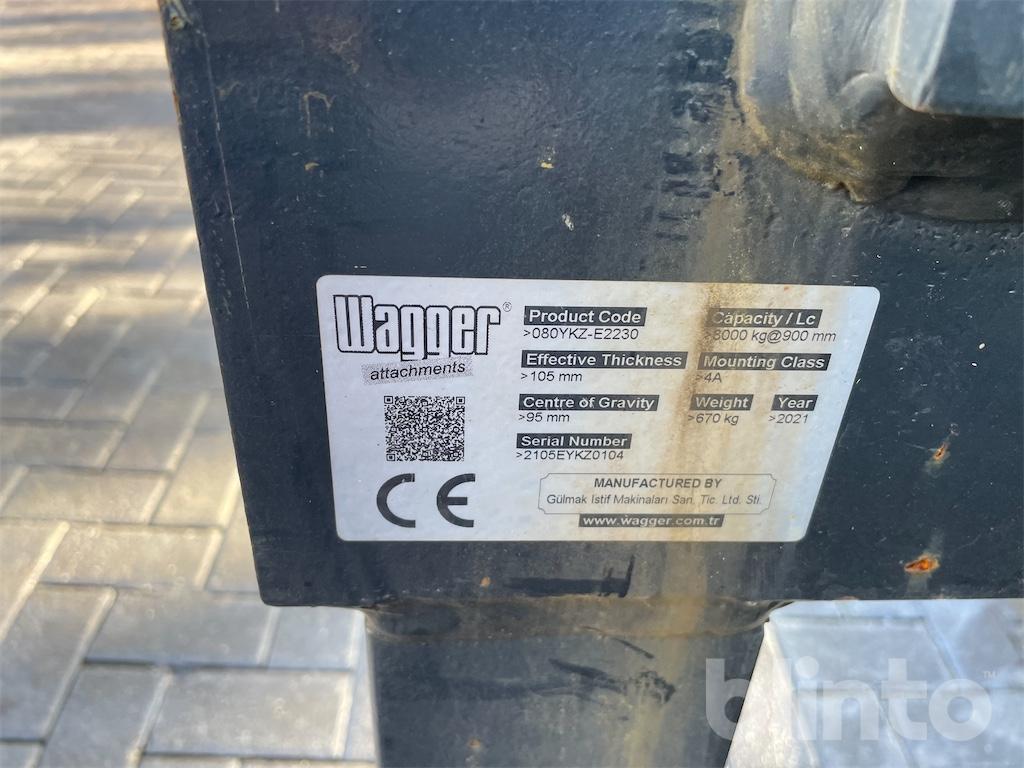 Wagger®
attachments
Product Code
>080YKZ-E2230
Capacity / Lc
>8000 kg@900 mm
Effective Thickness
>105 mm
Mounting Class
>4A
Centre of Gravity
>95 mm
Weight
>670 kg
Year
>2021
Serial Number
>2105EYKZ0104
CE
MANUFACTURED BY
Gülmak Istif Makinaları San. Tic. Ltd. Sti.
www.wagger.com.tr
blinto™